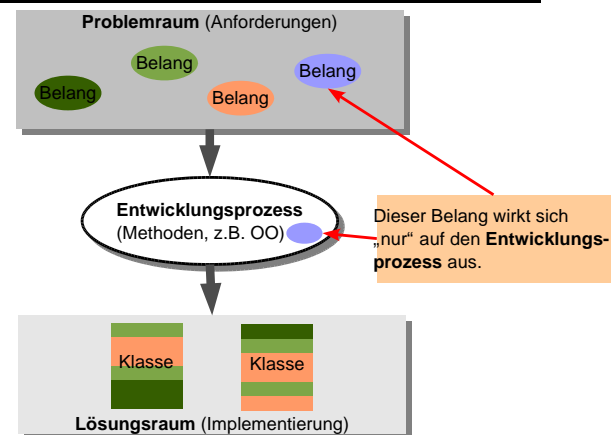 Problemraum (Anforderungen)
Belang
Belang
Belang
Belang
Entwicklungsprozess
(Methoden, z.B. OO)
Dieser Belang wirkt sich
„nur“ auf den Entwicklungs-
prozess aus.
Klasse
Klasse
Lösungsraum (Implementierung)